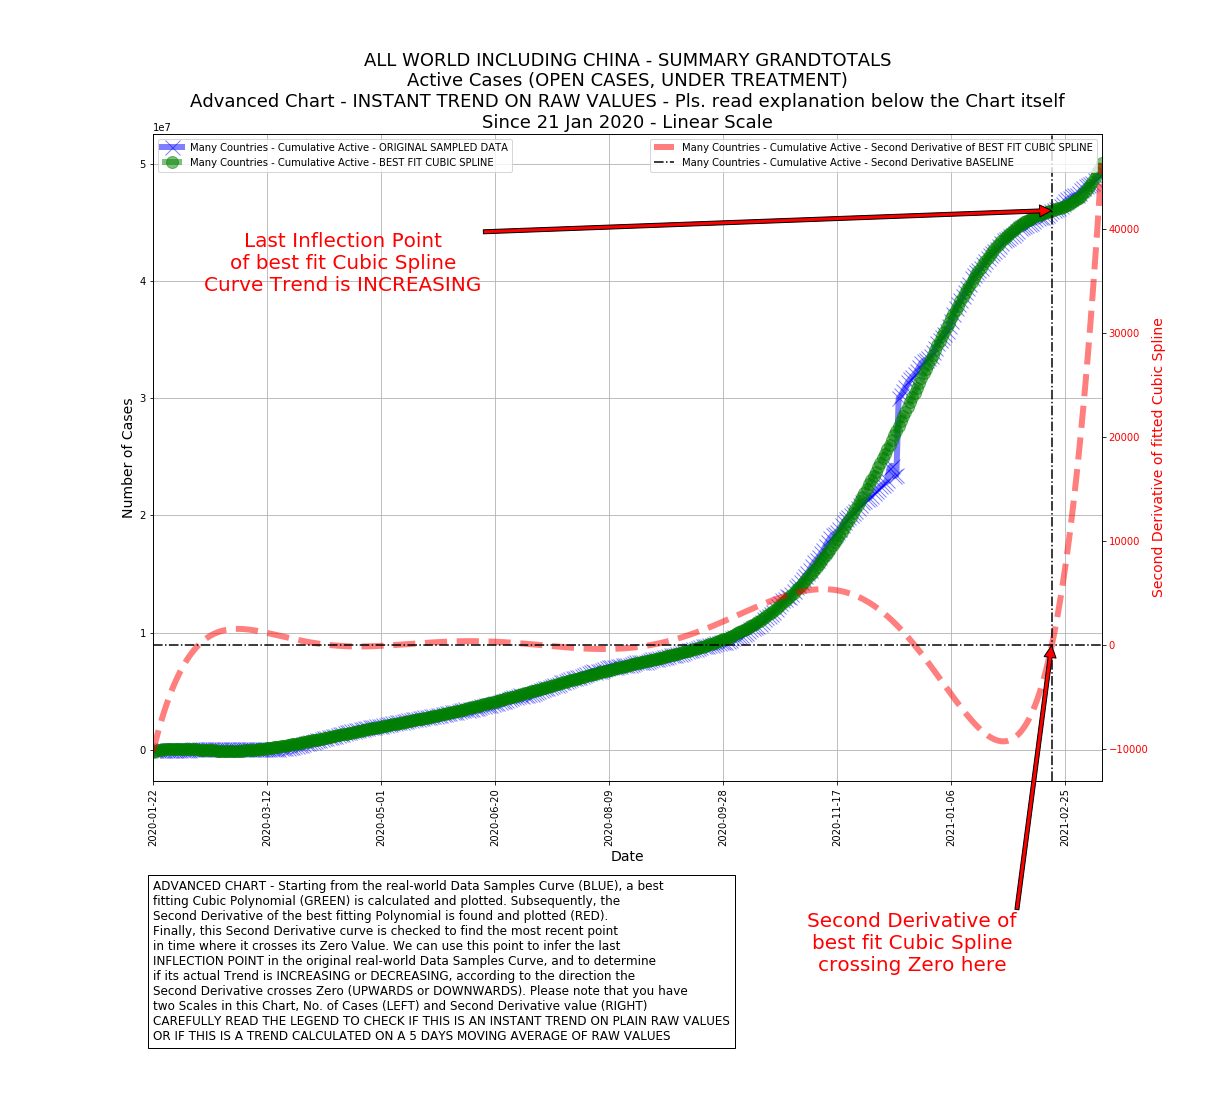 ALL WORLD INCLUDING CHINA - SUMMARY GRANDTOTALS
Active Cases (OPEN CASES, UNDER TREATMENT)
Advanced Chart - INSTANT TREND ON RAW VALUES - Pls. read explanation below the Chart itself
Since 21 Jan 2020 - Linear Scale
1e7
Many Countries - Cumulative Active - ORIGINAL SAMPLED DATA
Many Countries - Cumulative Active - BEST FIT CUBIC SPLINE
Many Countries - Cumulative Active - Second Derivative of BEST FIT CUBIC SPLINE
Many Countries - Cumulative Active - Second Derivative BASELINE
Last Inflection Point
of best fit Cubic Spline
Curve Trend is INCREASING
5
4
3
2
1
0
Number of Cases
40000
30000
20000
10000
0
−10000
Second Derivative of fitted Cubic Spline
2020-01-22
2020-03-12
2020-05-01
2020-06-20
2020-08-09
2020-09-28
2020-11-17
2021-01-06
2021-02-25
Date
ADVANCED CHART - Starting from the real-world Data Samples Curve (BLUE), a best
fitting Cubic Polynomial (GREEN) is calculated and plotted. Subsequently, the
Second Derivative of the best fitting Polynomial is found and plotted (RED).
Finally, this Second Derivative curve is checked to find the most recent point
in time where it crosses its Zero Value. We can use this point to infer the last
INFLECTION POINT in the original real-world Data Samples Curve, and to determine
if its actual Trend is INCREASING or DECREASING, according to the direction the
Second Derivative crosses Zero (UPWARDS or DOWNWARDS). Please note that you have
two Scales in this Chart, No. of Cases (LEFT) and Second Derivative value (RIGHT)
CAREFULLY READ THE LEGEND TO CHECK IF THIS IS AN INSTANT TREND ON PLAIN RAW VALUES
OR IF THIS IS A TREND CALCULATED ON A 5 DAYS MOVING AVERAGE OF RAW VALUES
Second Derivative of
best fit Cubic Spline
crossing Zero here